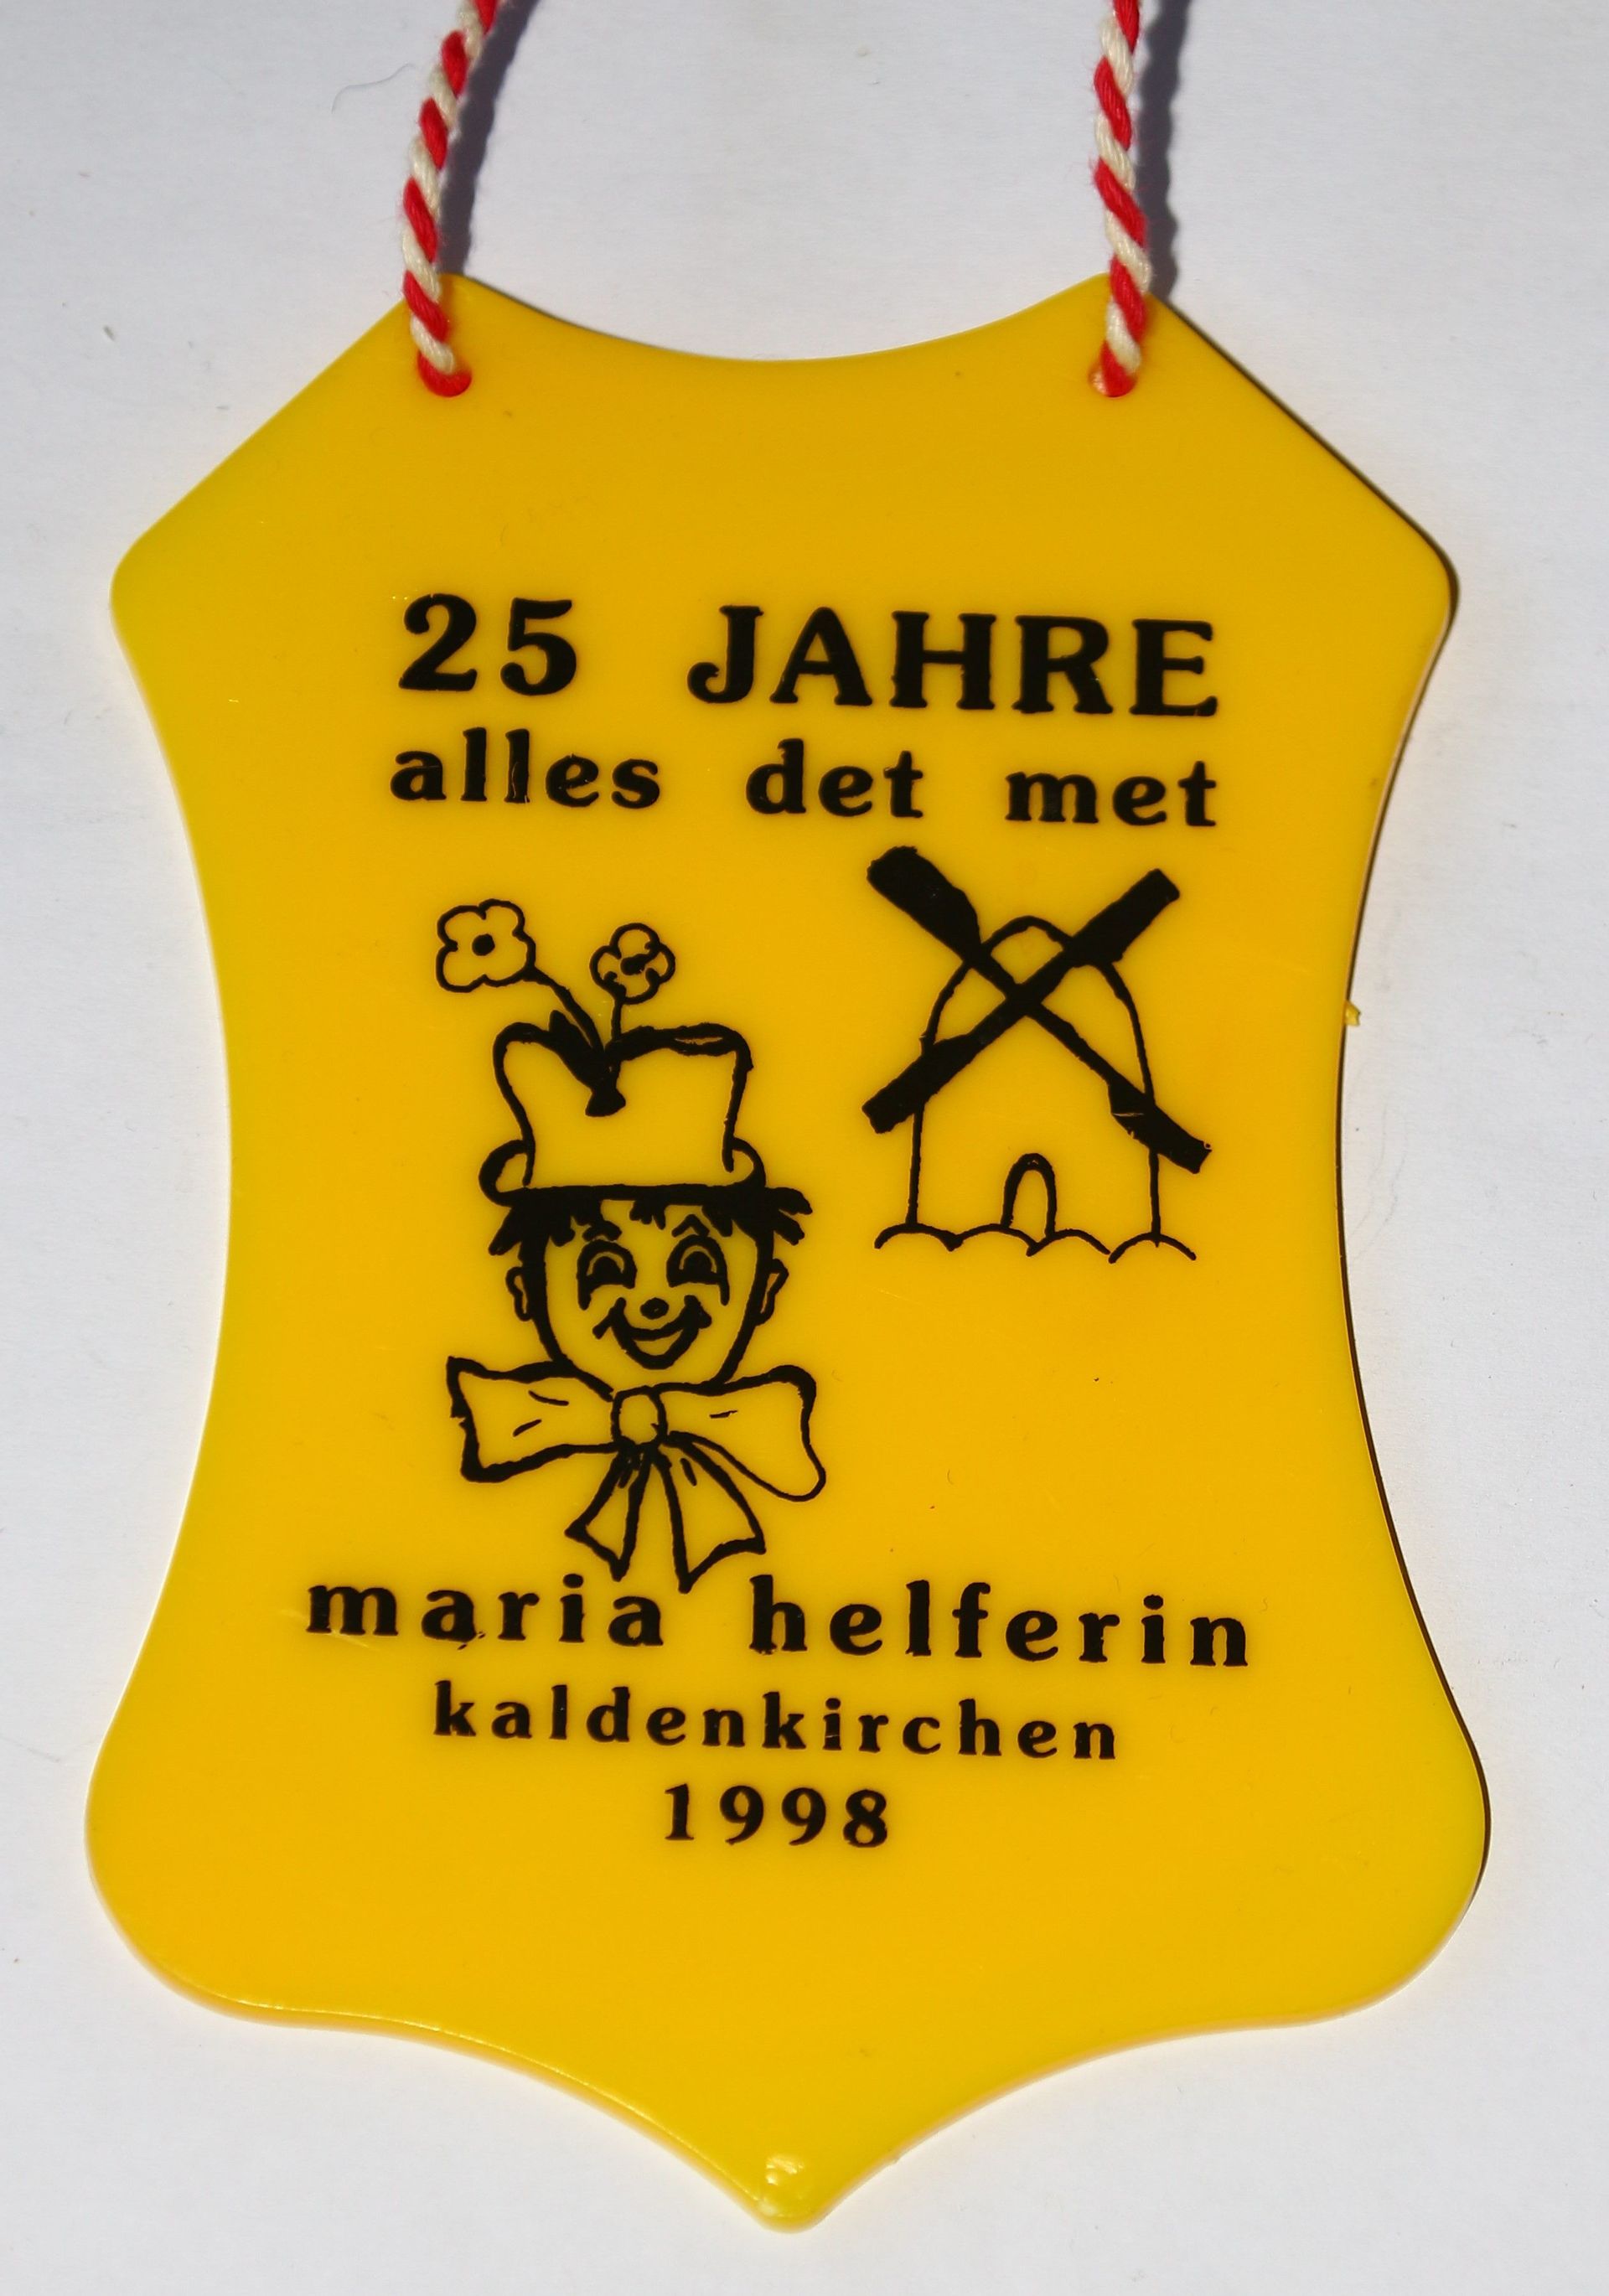 25 JAHRE
alles det met
maria helferin
kaldenkirchen
1998